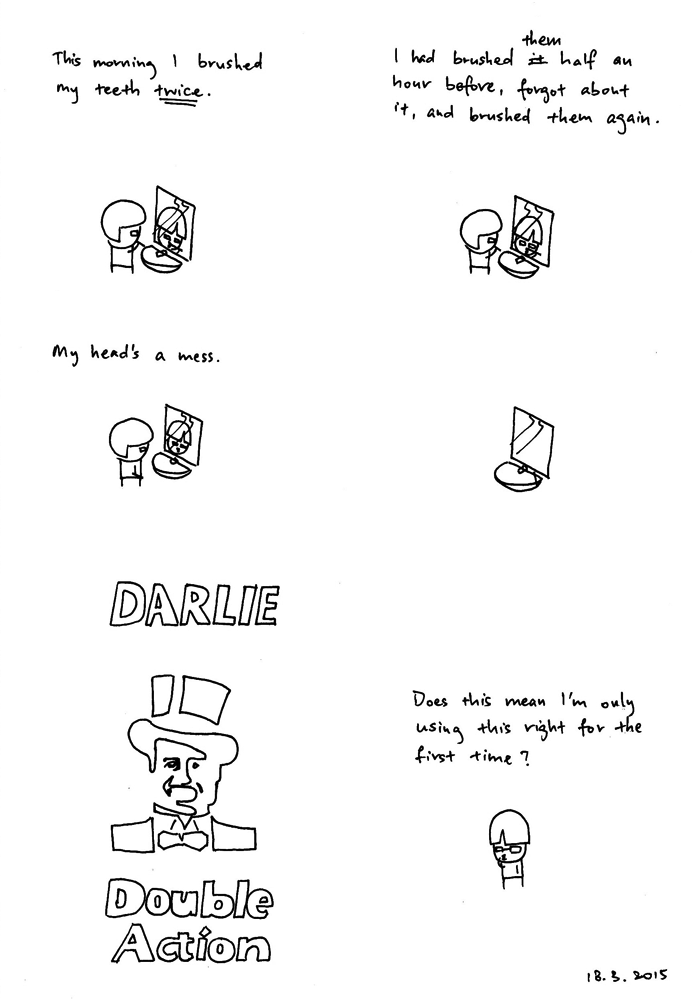 This morning I brushed
my teeth twice.
them
I had brushed it half an
hour before, forgot about
it, and brushed them again.
My head's a mess.
DARLIE
Double
Action
Does this mean I'm only
using this right for the
first time?
18.3.2015